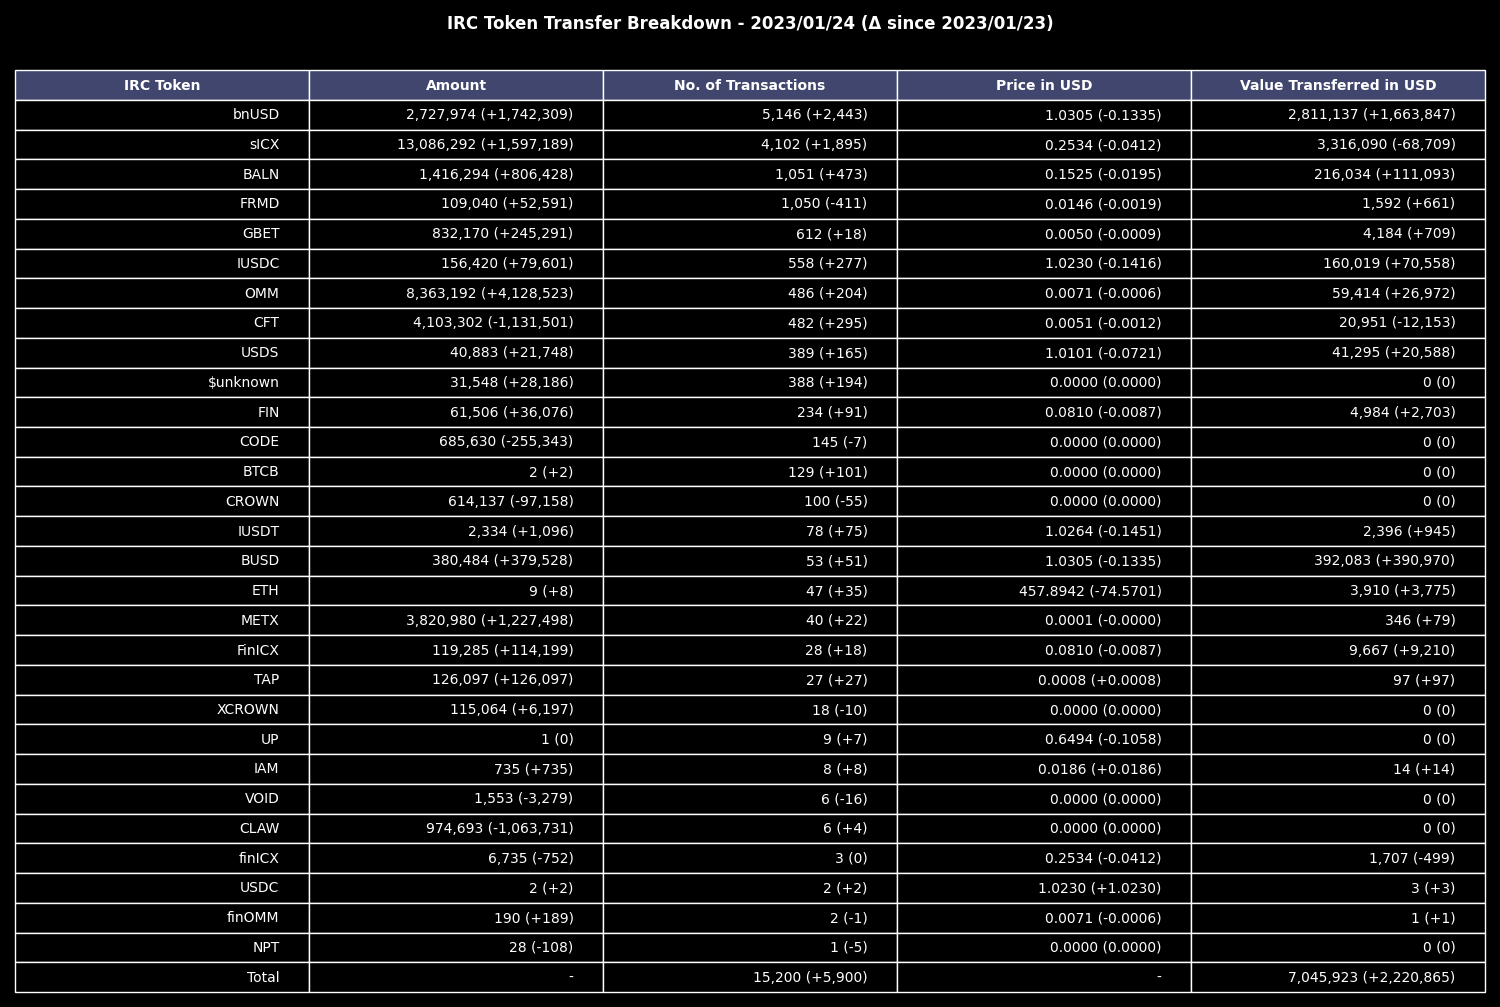 IRC Token Transfer Breakdown - 2023/01/24 (Δ since 2023/01/23)
IRC Token Amount No. of Transactions Price in USD Value Transferred in USD
bnUSD 2,727,974 (+1,742,309) 5,146 (+2,443) 1.0305 (-0.1335) 2,811,137 (+1,663,847)
sICX 13,086,292 (+1,597,189) 4,102 (+1,895) 0.2534 (-0.0412) 3,316,090 (-68,709)
BALN 1,416,294 (+806,428) 1,051 (+473) 0.1525 (-0.0195) 216,034 (+111,093)
FRMD 109,040 (+52,591) 1,050 (-411) 0.0146 (-0.0019) 1,592 (+661)
GBET 832,170 (+245,291) 612 (+18) 0.0050 (-0.0009) 4,184 (+709)
IUSDC 156,420 (+79,601) 558 (+277) 1.0230 (-0.1416) 160,019 (+70,558)
OMM 8,363,192 (+4,128,523) 486 (+204) 0.0071 (-0.0006) 59,414 (+26,972)
CFT 4,103,302 (-1,131,501) 482 (+295) 0.0051 (-0.0012) 20,951 (-12,153)
USDS 40,883 (+21,748) 389 (+165) 1.0101 (-0.0721) 41,295 (+20,588)
$unknown 31,548 (+28,186) 388 (+194) 0.0000 (0.0000) 0 (0)
FIN 61,506 (+36,076) 234 (+91) 0.0810 (-0.0087) 4,984 (+2,703)
CODE 685,630 (-255,343) 145 (-7) 0.0000 (0.0000) 0 (0)
BTCB 2 (+2) 129 (+101) 0.0000 (0.0000) 0 (0)
CROWN 614,137 (-97,158) 100 (-55) 0.0000 (0.0000) 0 (0)
IUSDT 2,334 (+1,096) 78 (+75) 1.0264 (-0.1451) 2,396 (+945)
BUSD 380,484 (+379,528) 53 (+51) 1.0305 (-0.1335) 392,083 (+390,970)
ETH 9 (+8) 47 (+35) 457.8942 (-74.5701) 3,910 (+3,775)
METX 3,820,980 (+1,227,498) 40 (+22) 0.0001 (-0.0000) 346 (+79)
FinICX 119,285 (+114,199) 28 (+18) 0.0810 (-0.0087) 9,667 (+9,210)
TAP 126,097 (+126,097) 27 (+27) 0.0008 (+0.0008) 97 (+97)
XCROWN 115,064 (+6,197) 18 (-10) 0.0000 (0.0000) 0 (0)
UP 1 (0) 9 (+7) 0.6494 (-0.1058) 0 (0)
IAM 735 (+735) 8 (+8) 0.0186 (+0.0186) 14 (+14)
VOID 1,553 (-3,279) 6 (-16) 0.0000 (0.0000) 0 (0)
CLAW 974,693 (-1,063,731) 6 (+4) 0.0000 (0.0000) 0 (0)
finICX 6,735 (-752) 3 (0) 0.2534 (-0.0412) 1,707 (-499)
USDC 2 (+2) 2 (+2) 1.0230 (+1.0230) 3 (+3)
finOMM 190 (+189) 2 (-1) 0.0071 (-0.0006) 1 (+1)
NPT 28 (-108) 1 (-5) 0.0000 (0.0000) 0 (0)
Total - 15,200 (+5,900) - 7,045,923 (+2,220,865)